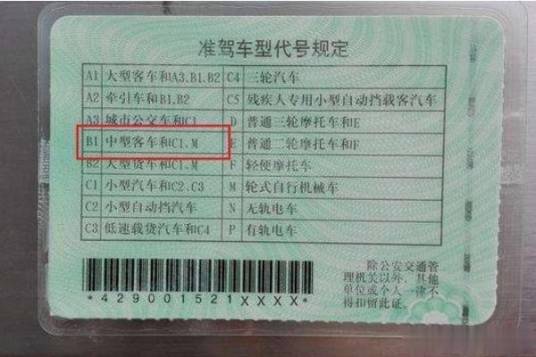 准驾车型代号规定
A1 大型客车和A3.B1.B2 C4 三轮汽车
A2 牵引车和B1.B2 C5 残疾人专用小型自动挡载客汽车
A3 城市公交车和C1 D 普通三轮摩托车和E
B1 中型客车和C1.M E 普通二轮摩托车和F
B2 大型货车和C1.M F 轻便摩托车
C1 小型汽车和C2.C3 M 轮式自行机械车
C2 小型自动挡汽车 N 无轨电车
C3 低速载货汽车和C4 P 有轨电车
除公安交通管
理机关以外，其他
单位或个人一律不
得扣留此证。
*429001521XXXX*